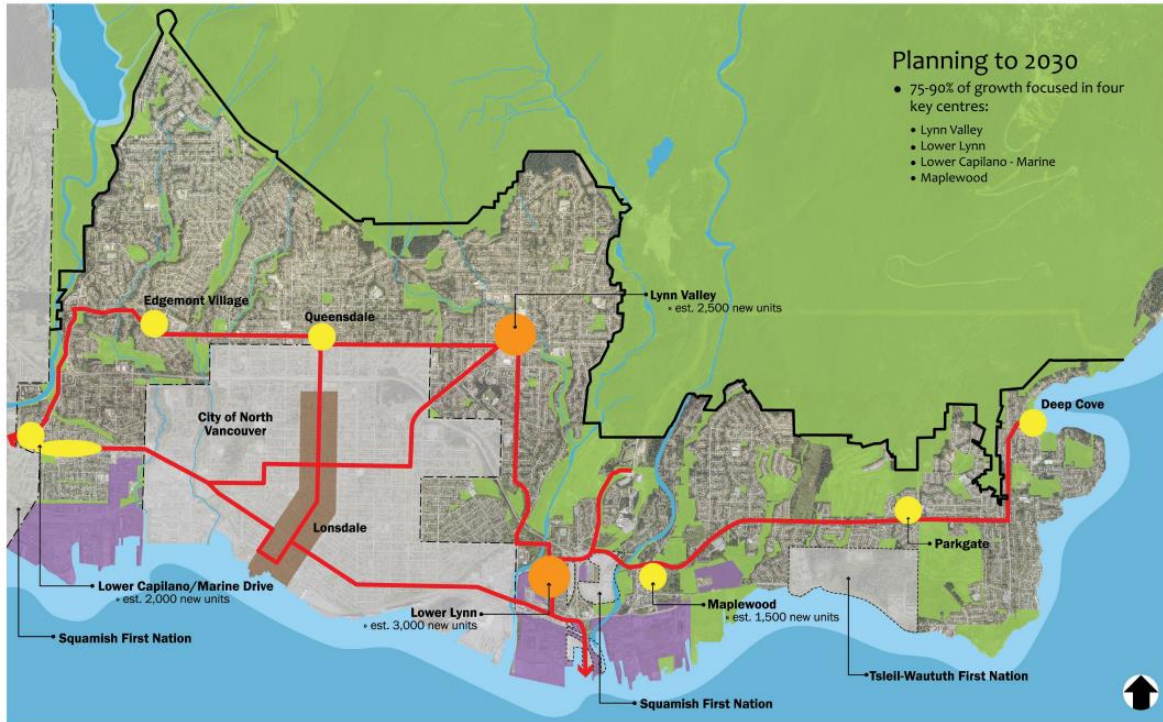 Planning to 2030
• 75-90% of growth focused in four
key centres:
• Lynn Valley
• Lower Lynn
• Lower Capilano - Marine
• Maplewood
Edgemont Village
Queensdale
Lynn Valley
» est. 2,500 new units
Deep Cove
City of North
Vancouver
Lonsdale
Parkgate
Lower Capilano/Marine Drive
» est. 2,000 new units
Lower Lynn
» est. 3,000 new units
Maplewood
» est. 1,500 new units
Squamish First Nation
Tsleil-Waututh First Nation
Squamish First Nation